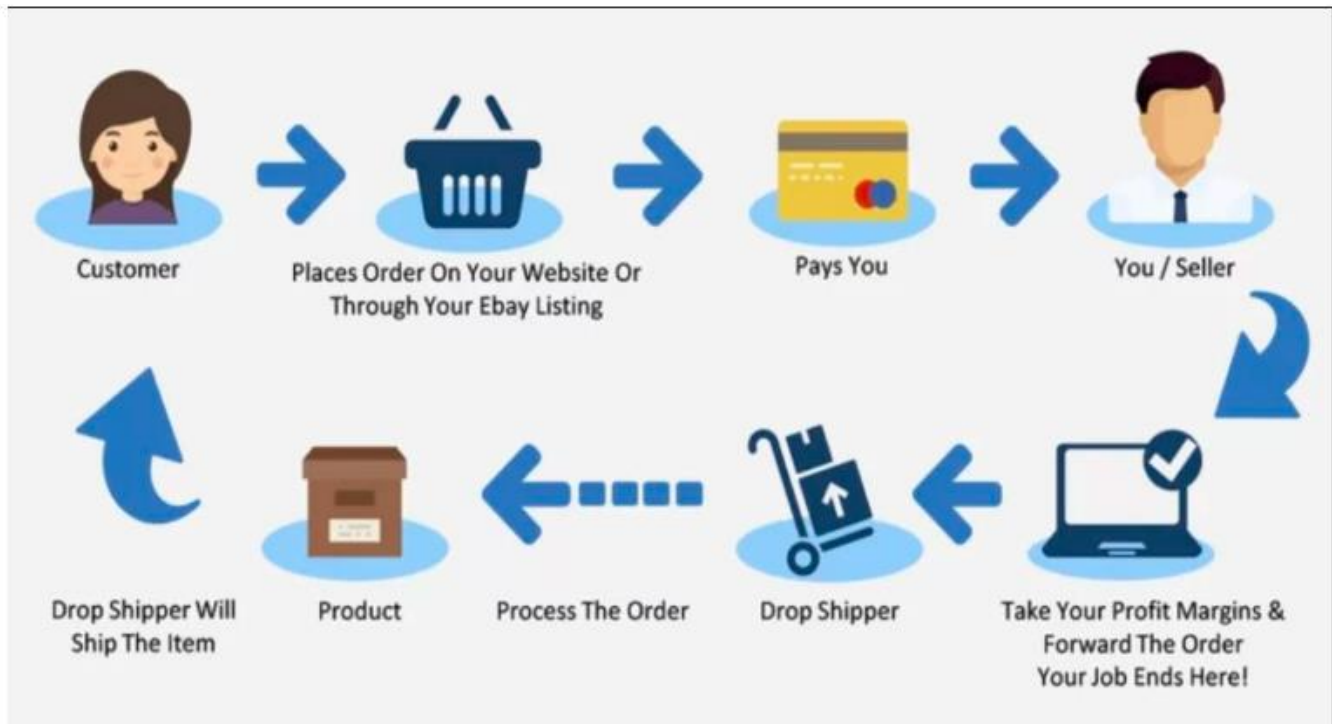 Customer
Places Order On Your Website Or
Through Your Ebay Listing
Pays You
You / Seller
Drop Shipper Will
Ship The Item
Product
Process The Order
Drop Shipper
Take Your Profit Margins &
Forward The Order
Your Job Ends Here!